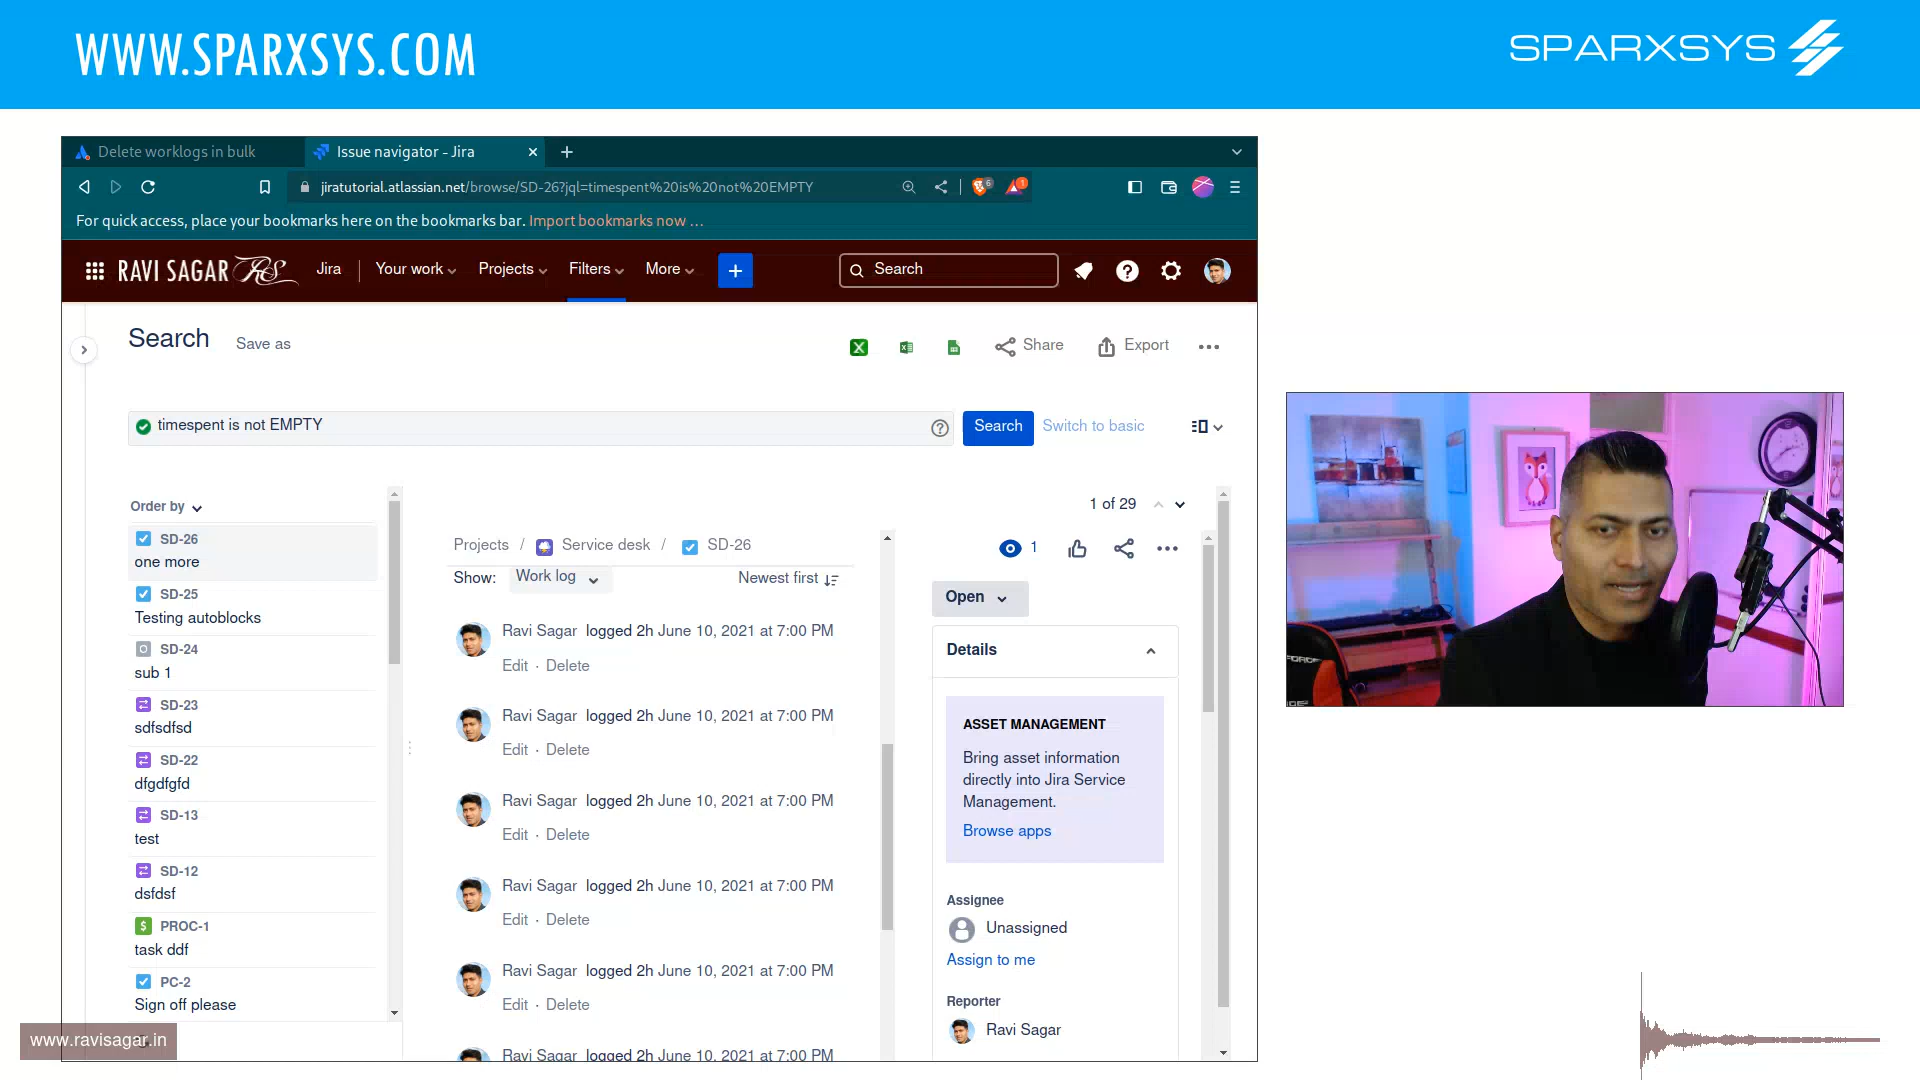 WWW.SPARXSYS.COM
SPARXSYS
Delete worklogs in bulk
Issue navigator - Jira
jiratutorial.atlassian.net/browse/SD-26?jql=timespent%20is%20not%20EMPTY
6
1
For quick access, place your bookmarks here on the bookmarks bar. Import bookmarks now ...
RAVI SAGAR RS
Jira
Your work
Projects
Filters
More
Search
Search
Save as
Share
Export
timespent is not EMPTY
Search
Switch to basic
Order by
SD-26
one more
SD-25
Testing autoblocks
SD-24
sub 1
SD-23
sdfsdfsd
SD-22
dfgdfgfd
SD-13
test
SD-12
dsfdsf
PROC-1
task ddf
PC-2
Sign off please
1 of 29
Projects / Service desk / SD-26
Show: Work log
Newest first
Ravi Sagar logged 2h June 10, 2021 at 7:00 PM
Edit · Delete
Ravi Sagar logged 2h June 10, 2021 at 7:00 PM
Edit · Delete
Ravi Sagar logged 2h June 10, 2021 at 7:00 PM
Edit · Delete
Ravi Sagar logged 2h June 10, 2021 at 7:00 PM
Edit · Delete
Ravi Sagar logged 2h June 10, 2021 at 7:00 PM
Edit · Delete
Ravi Sagar logged 2h June 10, 2021 at 7:00 PM
1
Open
Details
ASSET MANAGEMENT
Bring asset information
directly into Jira Service
Management.
Browse apps
Assignee
Unassigned
Assign to me
Reporter
Ravi Sagar
www.ravisagar.in